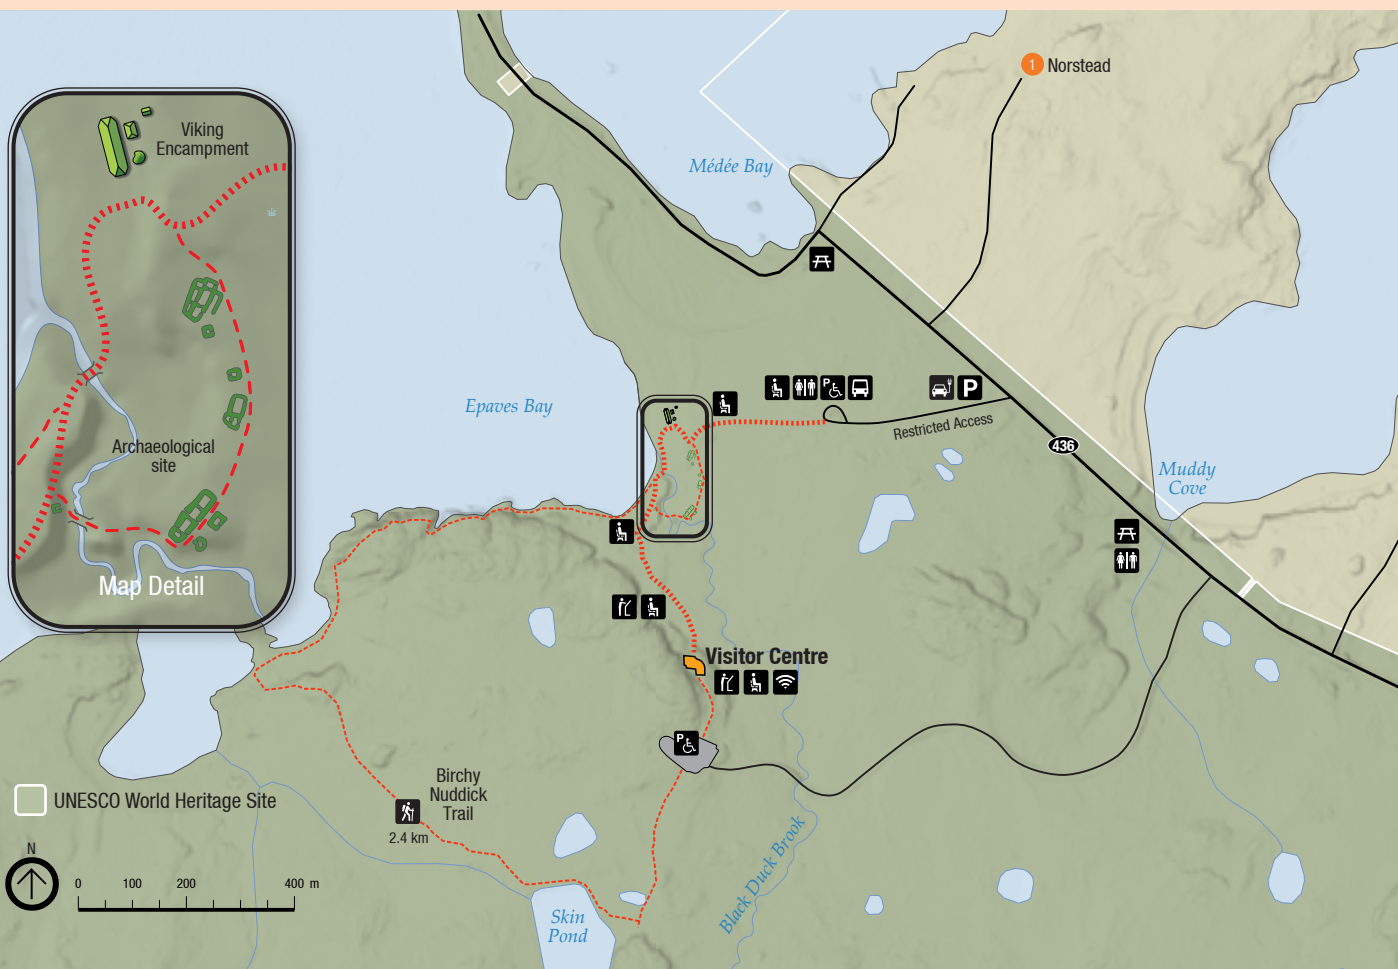 1 Norstead
Viking
Encampment
Médée Bay
Epaves Bay
P
P
Restricted Access
436
Archaeological
site
Muddy
Cove
Map Detail
Visitor Centre
P
Birchy
Nuddick
Trail
UNESCO World Heritage Site
2.4 km
N
0 100 200 400 m
Black Duck Brook
Skin
Pond